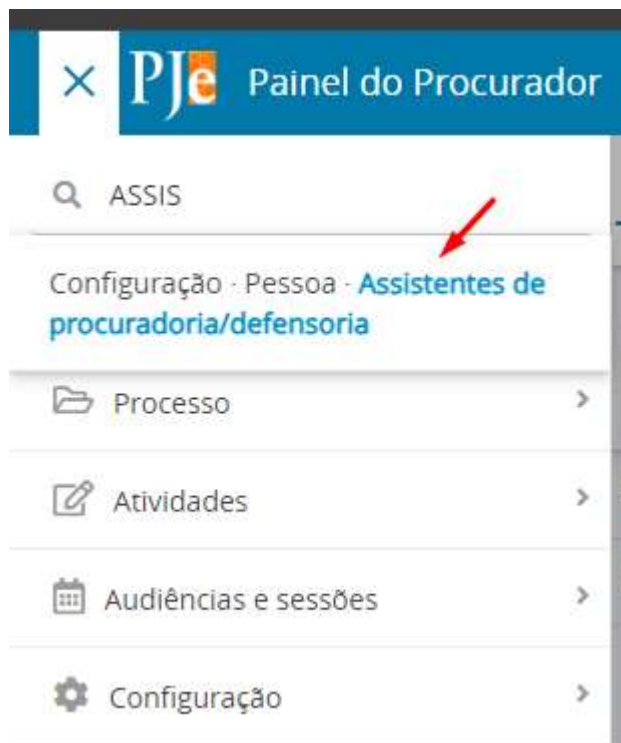 PJe Painel do Procurador
ASSIS
Configuração · Pessoa · Assistentes de
procuradoria/defensoria
Processo
Atividades
Audiências e sessões
Configuração